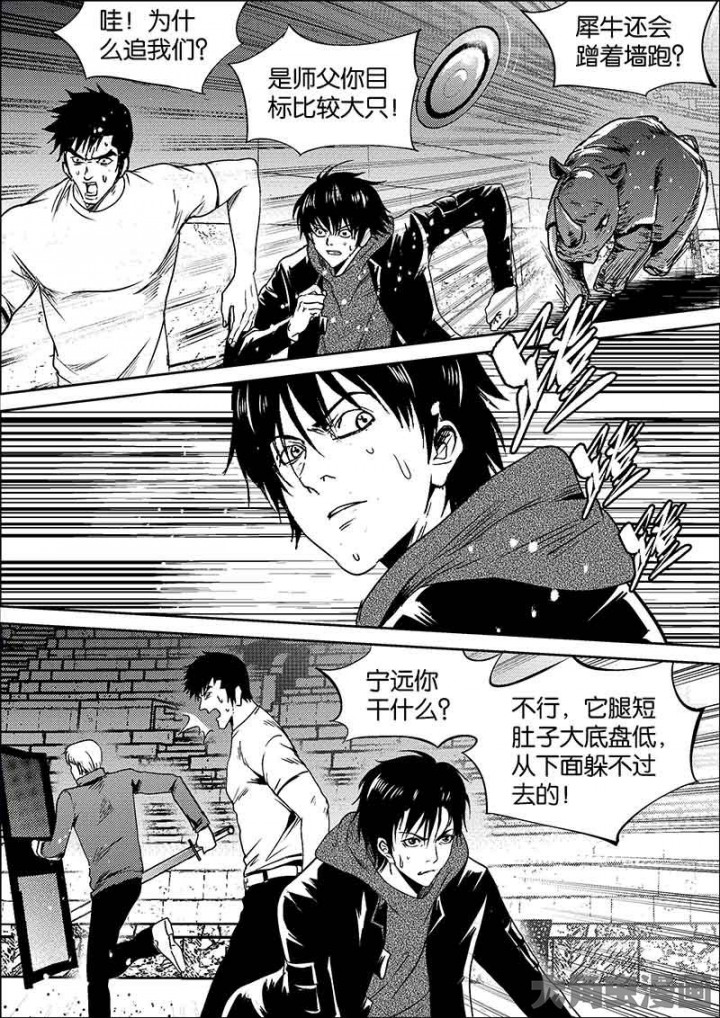 哇！为什
么追我们？
是师父你目
标比较大只！
犀牛还会
蹭着墙跑？
宁远你
干什么？
不行，它腿短
肚子大底盘低，
从下面躲不过
去的！